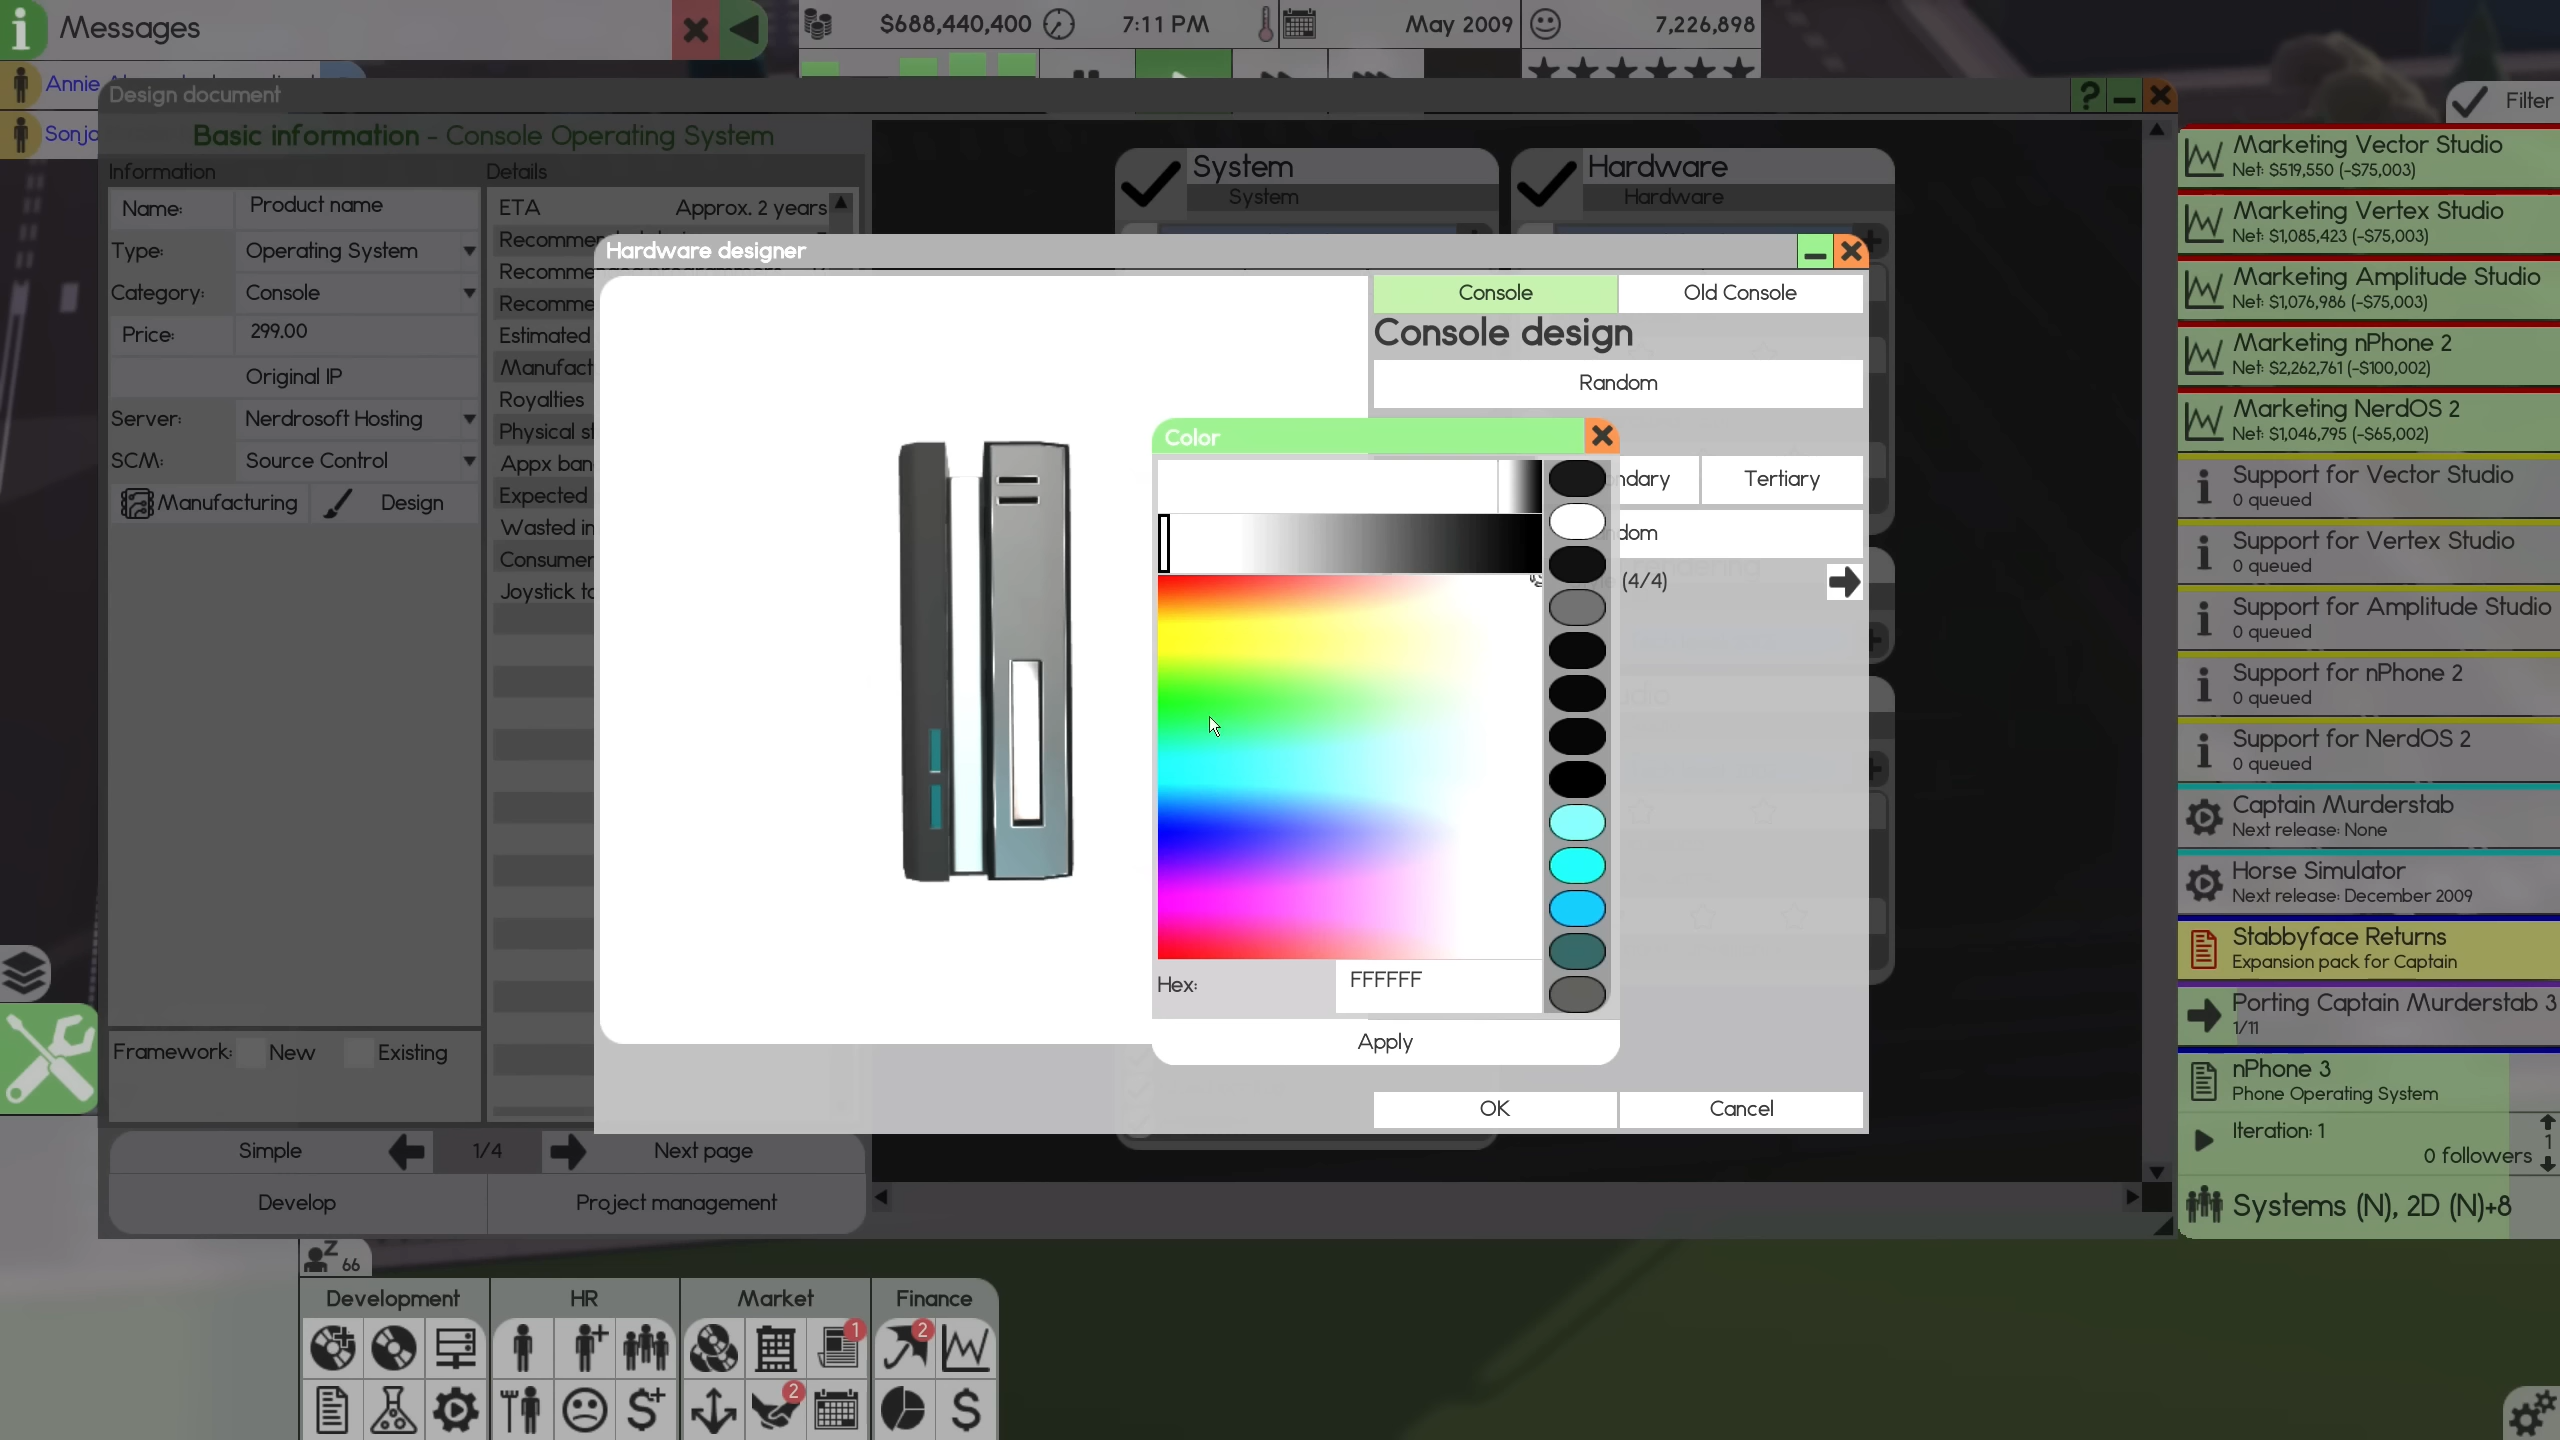 Messages
$688,440,400
7:11 PM
May 2009
7,226,898
Annie
Sonja
Design document
Filter
Basic information - Console Operating System
Information
Details
Name:
Product name
Type:
Operating System
Category:
Console
Price:
299.00
Original IP
Server:
Nerdrosoft Hosting
SCM:
Source Control
Manufacturing
Design
ETA
Approx. 2 years
Estimated
Royalties
Expected
Wasted in
Consumer
System
System
Hardware
Hardware
Hardware designer
Console
Old Console
Console design
Random
Color
ndary
Tertiary
dom
(4/4)
Hex:
FFFFFF
Apply
OK
Cancel
Framework:
New
Existing
Simple
1/4
Next page
Develop
Project management
Marketing Vector Studio
Net: $519,550 (-$75,003)
Marketing Vertex Studio
Net: $1,085,423 (-$75,003)
Marketing Amplitude Studio
Net: $1,076,986 (-$75,003)
Marketing nPhone 2
Net: $2,262,761 (-$100,002)
Marketing NerdOS 2
Net: $1,046,795 (-$65,002)
Support for Vector Studio
0 queued
Support for Vertex Studio
0 queued
Support for Amplitude Studio
0 queued
Support for nPhone 2
0 queued
Support for NerdOS 2
0 queued
Captain Murderstab
Next release: None
Horse Simulator
Next release: December 2009
Stabbyface Returns
Expansion pack for Captain
Porting Captain Murderstab 3
1/11
nPhone 3
Phone Operating System
Iteration: 1
0 followers
1
Systems (N), 2D (N)+8
Z
66
Development
HR
Market
Finance
1
2
2